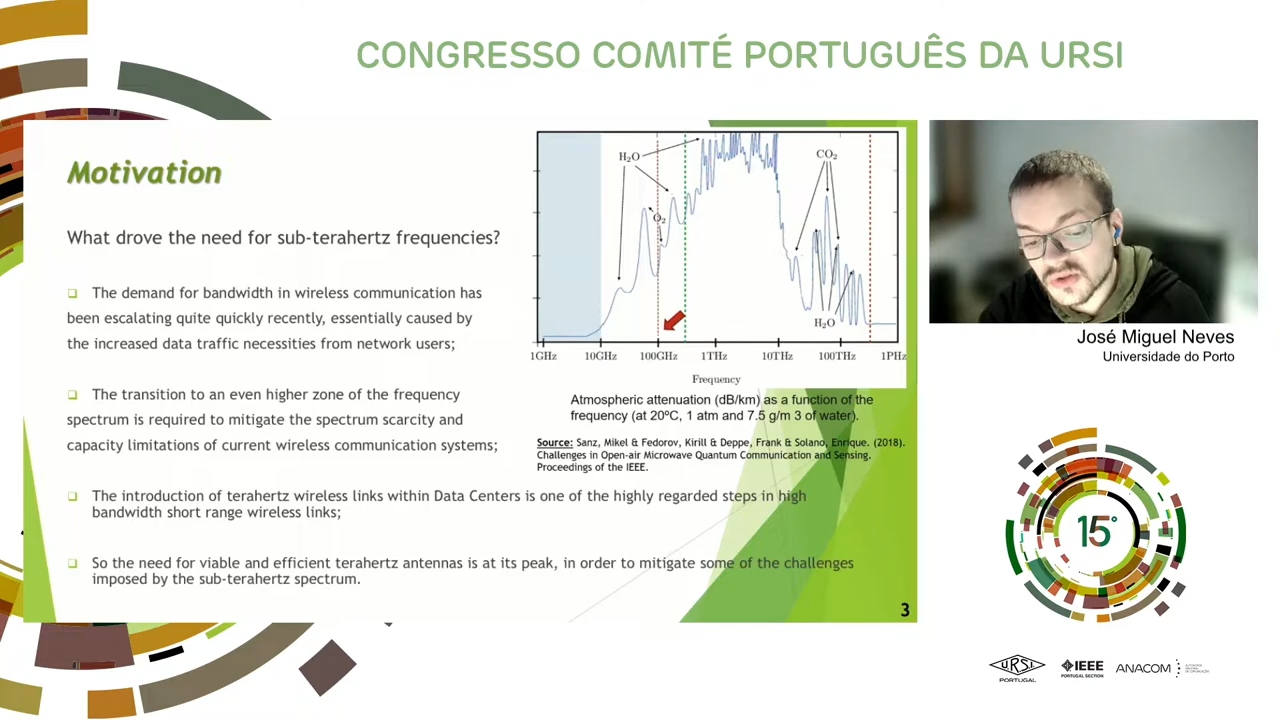 CONGRESSO COMITÉ PORTUGUÊS DA URSI
Motivation
What drove the need for sub-terahertz frequencies?
❑ The demand for bandwidth in wireless communication has
been escalating quite quickly recently, essentially caused by
the increased data traffic necessities from network users;
❑ The transition to an even higher zone of the frequency
spectrum is required to mitigate the spectrum scarcity and
capacity limitations of current wireless communication systems;
❑ The introduction of terahertz wireless links within Data Centers is one of the highly regarded steps in high
bandwidth short range wireless links;
❑ So the need for viable and efficient terahertz antennas is at its peak, in order to mitigate some of the challenges
imposed by the sub-terahertz spectrum.
H₂O
O₂
CO₂
H₂O
1GHz 10GHz 100GHz 1THz 10THz 100THz 1PHz
Frequency
Atmospheric attenuation (dB/km) as a function of the
frequency (at 20ºC, 1 atm and 7.5 g/m 3 of water).
Source: Sanz, Mikel & Fedorov, Kirill & Deppe, Frank & Solano, Enrique. (2018).
Challenges in Open-air Microwave Quantum Communication and Sensing.
Proceedings of the IEEE.
3
José Miguel Neves
Universidade do Porto
15°
URSI
PORTUGAL
IEEE
PORTUGAL SECTION
ANACOM